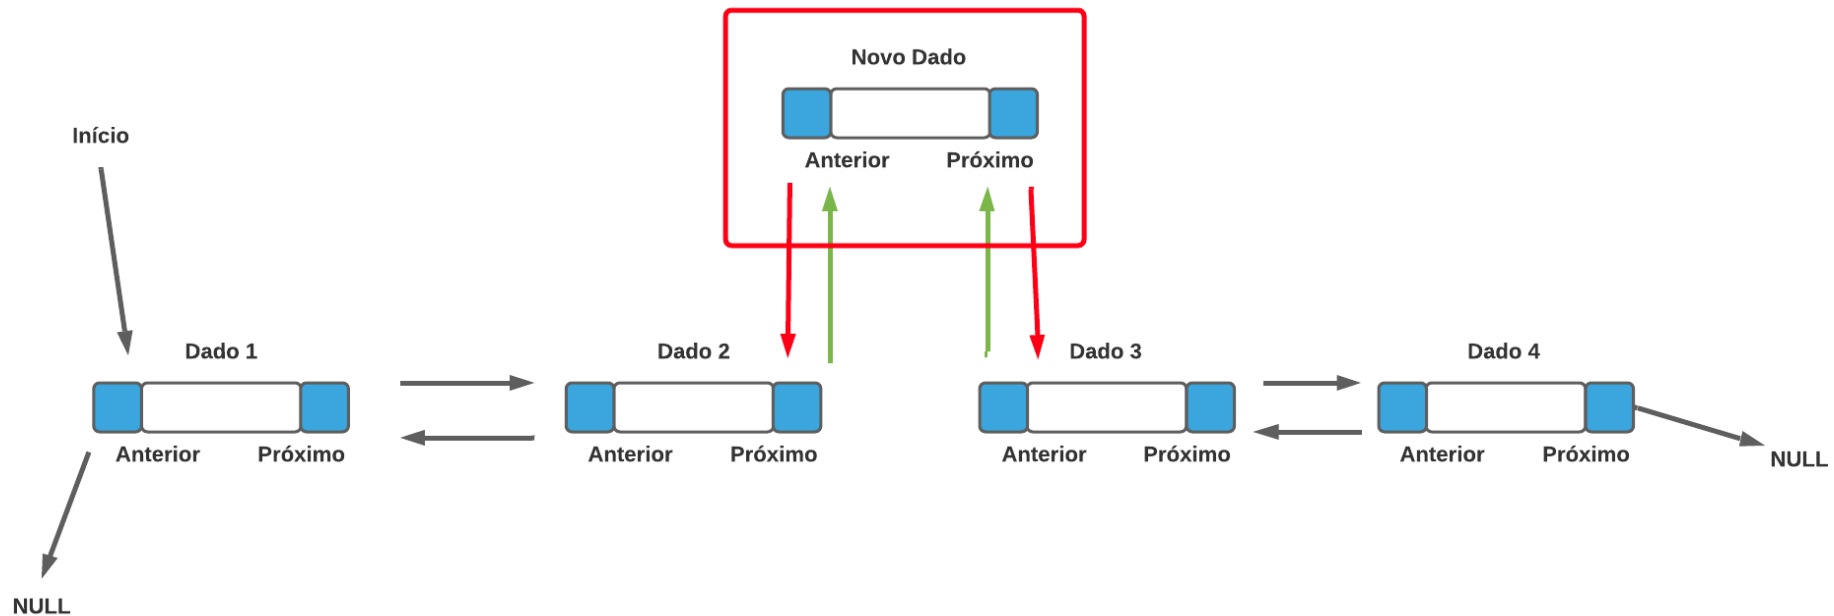 Novo Dado
Anterior Próximo
Início
Dado 1 Dado 2 Dado 3 Dado 4
Anterior Próximo Anterior Próximo Anterior Próximo Anterior Próximo NULL
NULL